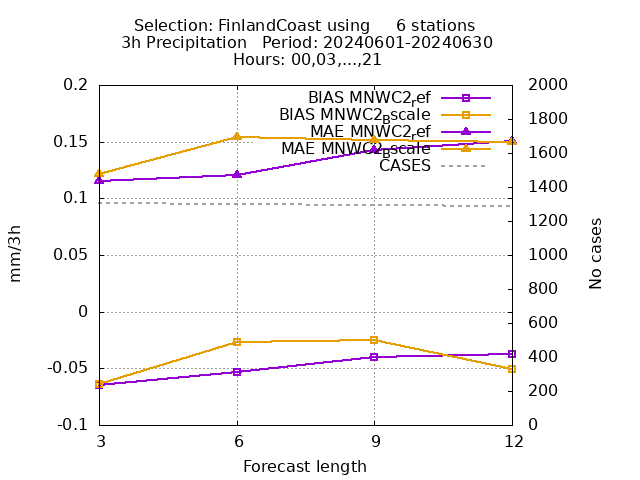 Selection: FinlandCoast using     6 stations
3h Precipitation   Period: 20240601-20240630
Hours: 00,03,...,21
BIAS MNWC2_ref
BIAS MNWC2_Bscale
MAE MNWC2_ref
MAE MNWC2_Bscale
CASES
0.2
0.15
0.1
0.05
0
-0.05
-0.1
mm/3h
2000
1800
1600
1400
1200
1000
800
600
400
200
0
No cases
3 6 9 12
Forecast length